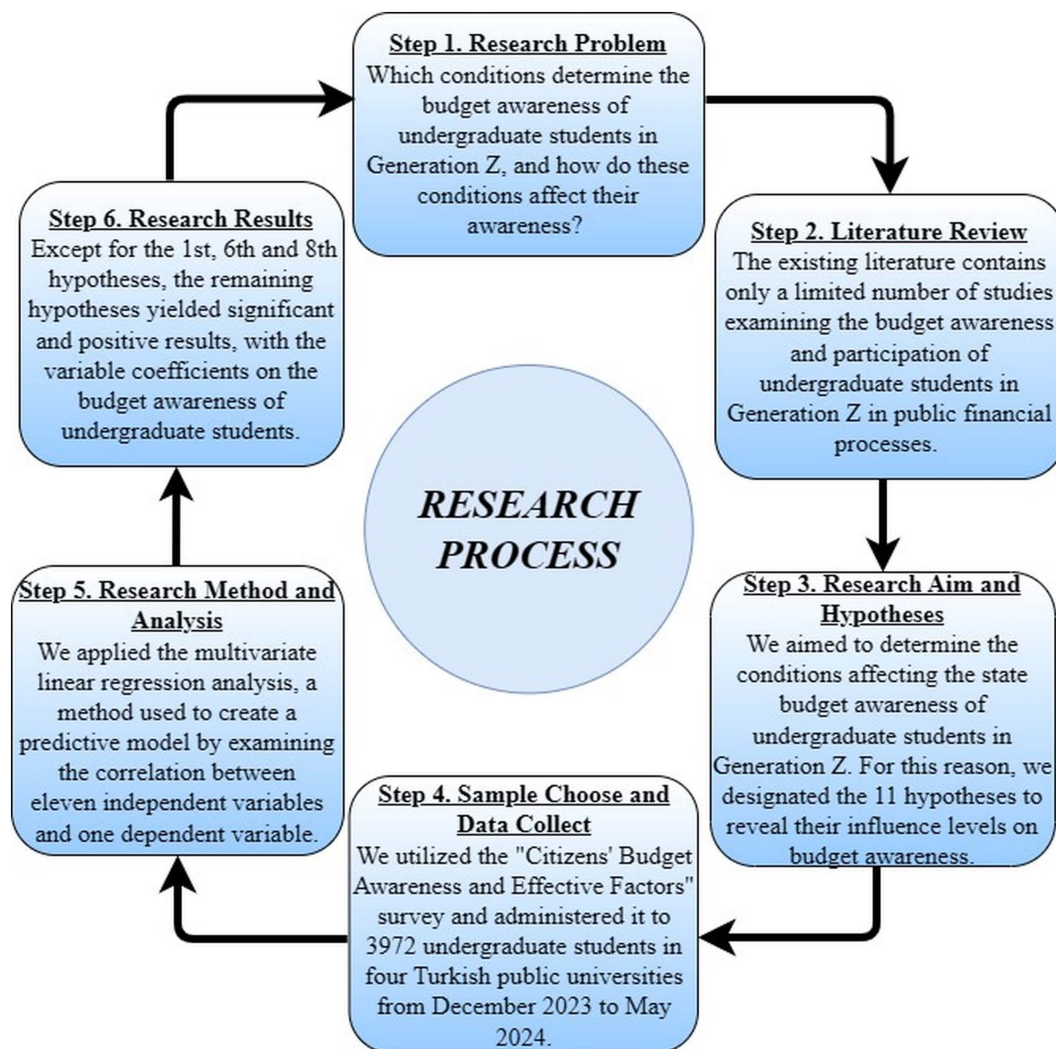 Step 1. Research Problem
Which conditions determine the
budget awareness of
undergraduate students in
Generation Z, and how do these
conditions affect their
awareness?
Step 2. Literature Review
The existing literature contains
only a limited number of studies
examining the budget awareness
and participation of
undergraduate students in
Generation Z in public financial
processes.
Step 3. Research Aim and
Hypotheses
We aimed to determine the
conditions affecting the state
budget awareness of
undergraduate students in
Generation Z. For this reason, we
designated the 11 hypotheses to
reveal their influence levels on
budget awareness.
Step 4. Sample Choose and
Data Collect
We utilized the "Citizens' Budget
Awareness and Effective Factors"
survey and administered it to
3972 undergraduate students in
four Turkish public universities
from December 2023 to May
2024.
Step 5. Research Method and
Analysis
We applied the multivariate
linear regression analysis, a
method used to create a
predictive model by examining
the correlation between
eleven independent variables
and one dependent variable.
Step 6. Research Results
Except for the 1st, 6th and 8th
hypotheses, the remaining
hypotheses yielded significant
and positive results, with the
variable coefficients on the
budget awareness of
undergraduate students.
RESEARCH
PROCESS